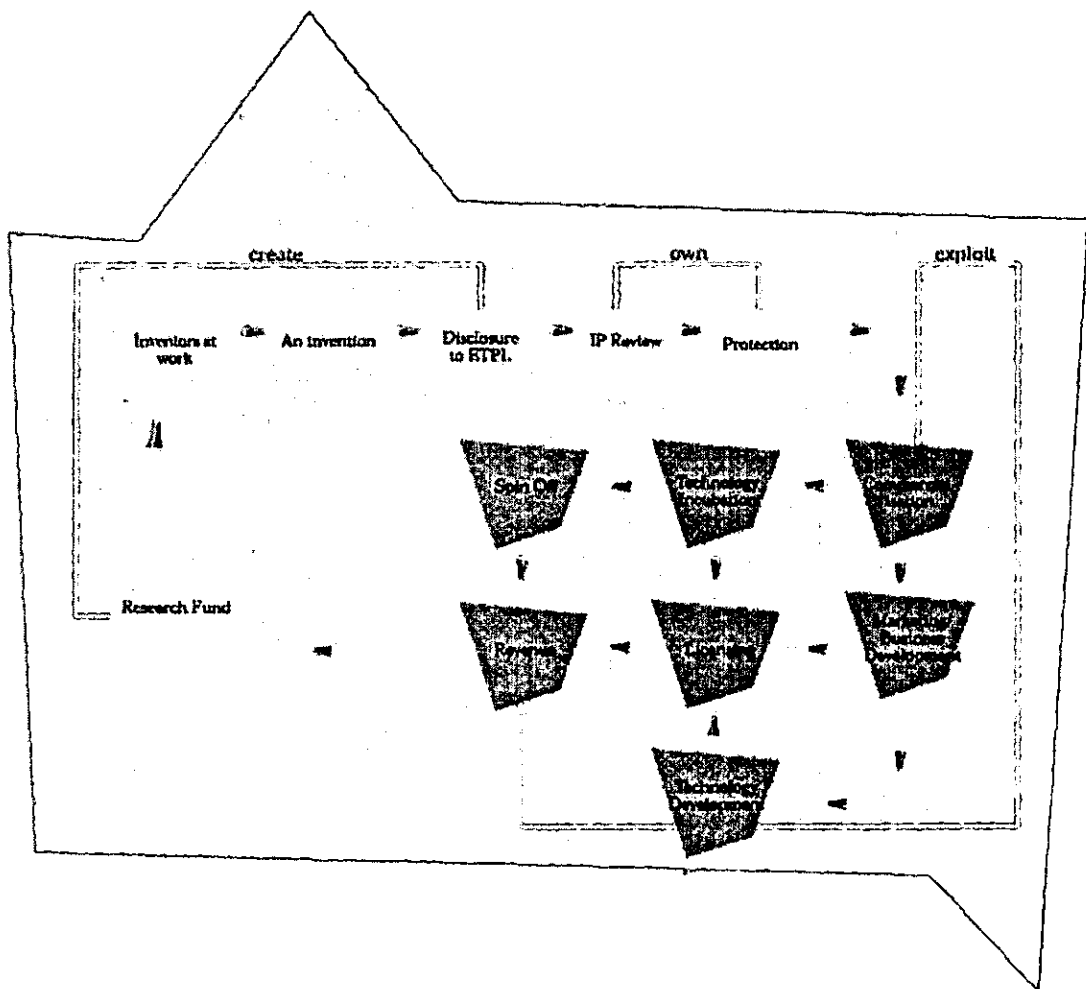 create
own
exploit
Inventors at
work
An invention
Disclosure
to ETPL
IP Review
Protection
Spin Off
Technology
Incubation
Marketing
Business
Development
Research Fund
Revenue
Licensing
Technology
Development